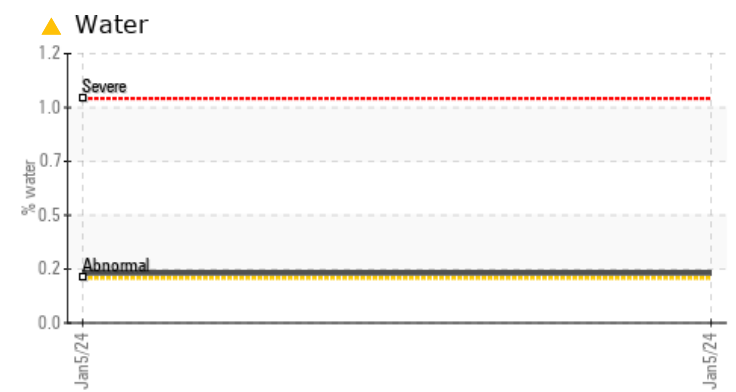 Water
1.2
Severe
1.0
0.7
% water
0.5
Abnormal
0.2
0.0
Jan5/24
Jan5/24